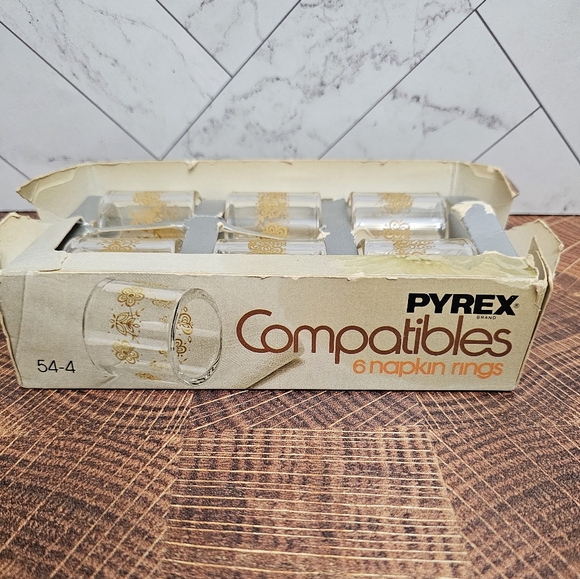 PYREX®
BRAND
Compatibles
6 napkin rings
54-4